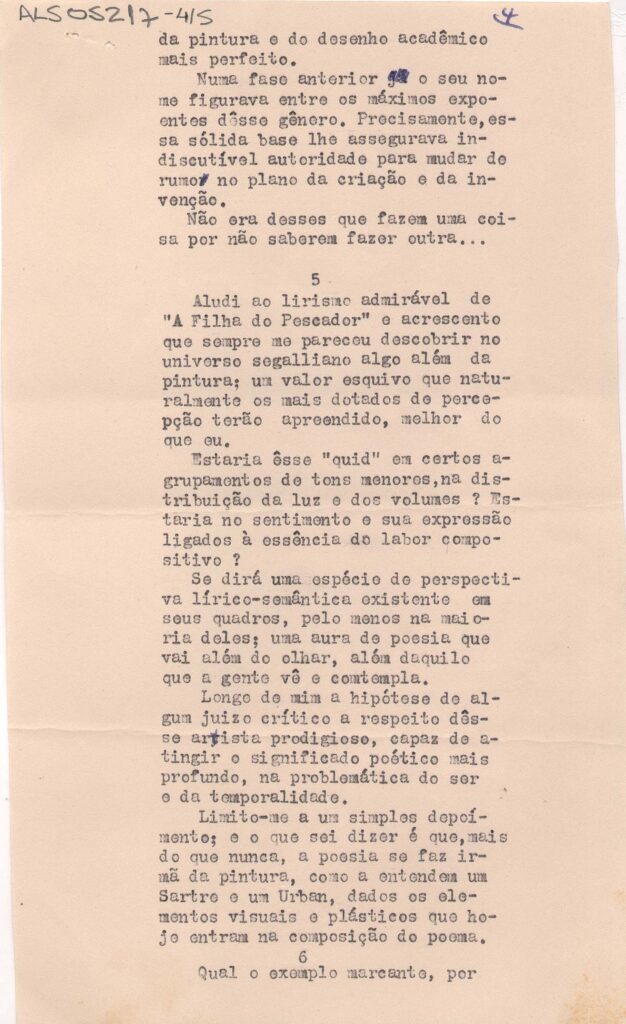 ALS05217-4/5
4
da pintura e do desenho acadêmico
mais perfeito.
Numa fase anterior o seu no-
me figurava entre os máximos expo-
entes dêsse gênero. Precisamente,es-
sa sólida base lhe assegurava in-
discutível autoridade para mudar de
rumor no plano da criação e da in-
venção.
Não era desses que fazem uma coi-
sa por não saberem fazer outra...
5
Aludi ao lirismo admirável de
"A Filha do Pescador" e acrescento
que sempre me pareceu descobrir no
universo segalliano algo além da
pintura; um valor esquivo que natu-
ralmente os mais dotados de percep-
pção terão apreendido, melhor do
que eu.
Estaria êsse "quid" em certos a-
grupamentos de tons menores,na dis-
tribuição da luz e dos volumes ? Es-
taria no sentimento e sua expressão
ligados à essência do labor compo-
sitivo ?
Se dirá uma espécie de perspecti-
va lírico-semântica existente em
seus quadros, pelo menos na maio-
ria deles; uma aura de poesia que
vai além do olhar, além daquilo
que a gente vê e comtempla.
Longe de mim a hipótese de al-
gum juizo crítico a respeito dês-
se artista prodigioso, capaz de a-
tingir o significado poético mais
profundo, na problemática do ser
e da temporalidade.
Limito-me a um simples depoí-
mento; e o que sei dizer é que,mais
do que nunca, a poesia se faz ir-
mã da pintura, como a entendem um
Sartre e um Urban, dados os ele-
mentos visuais e plásticos que ho-
je entram na composição do poema.
6
Qual o exemplo marcante, por